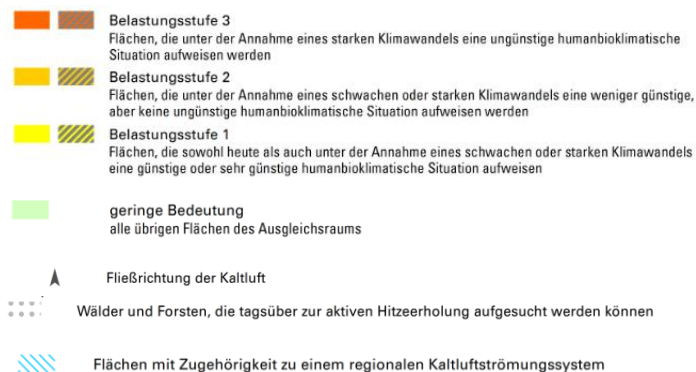 Belastungsstufe 3
Flächen, die unter der Annahme eines starken Klimawandels eine ungünstige humanbioklimatische
Situation aufweisen werden
Belastungsstufe 2
Flächen, die unter der Annahme eines schwachen oder starken Klimawandels eine weniger günstige,
aber keine ungünstige humanbioklimatische Situation aufweisen werden
Belastungsstufe 1
Flächen, die sowohl heute als auch unter der Annahme eines schwachen oder starken Klimawandels
eine günstige oder sehr günstige humanbioklimatische Situation aufweisen
geringe Bedeutung
alle übrigen Flächen des Ausgleichsraums
Fließrichtung der Kaltluft
Wälder und Forsten, die tagsüber zur aktiven Hitzeerholung aufgesucht werden können
Flächen mit Zugehörigkeit zu einem regionalen Kaltluftströmungssystem